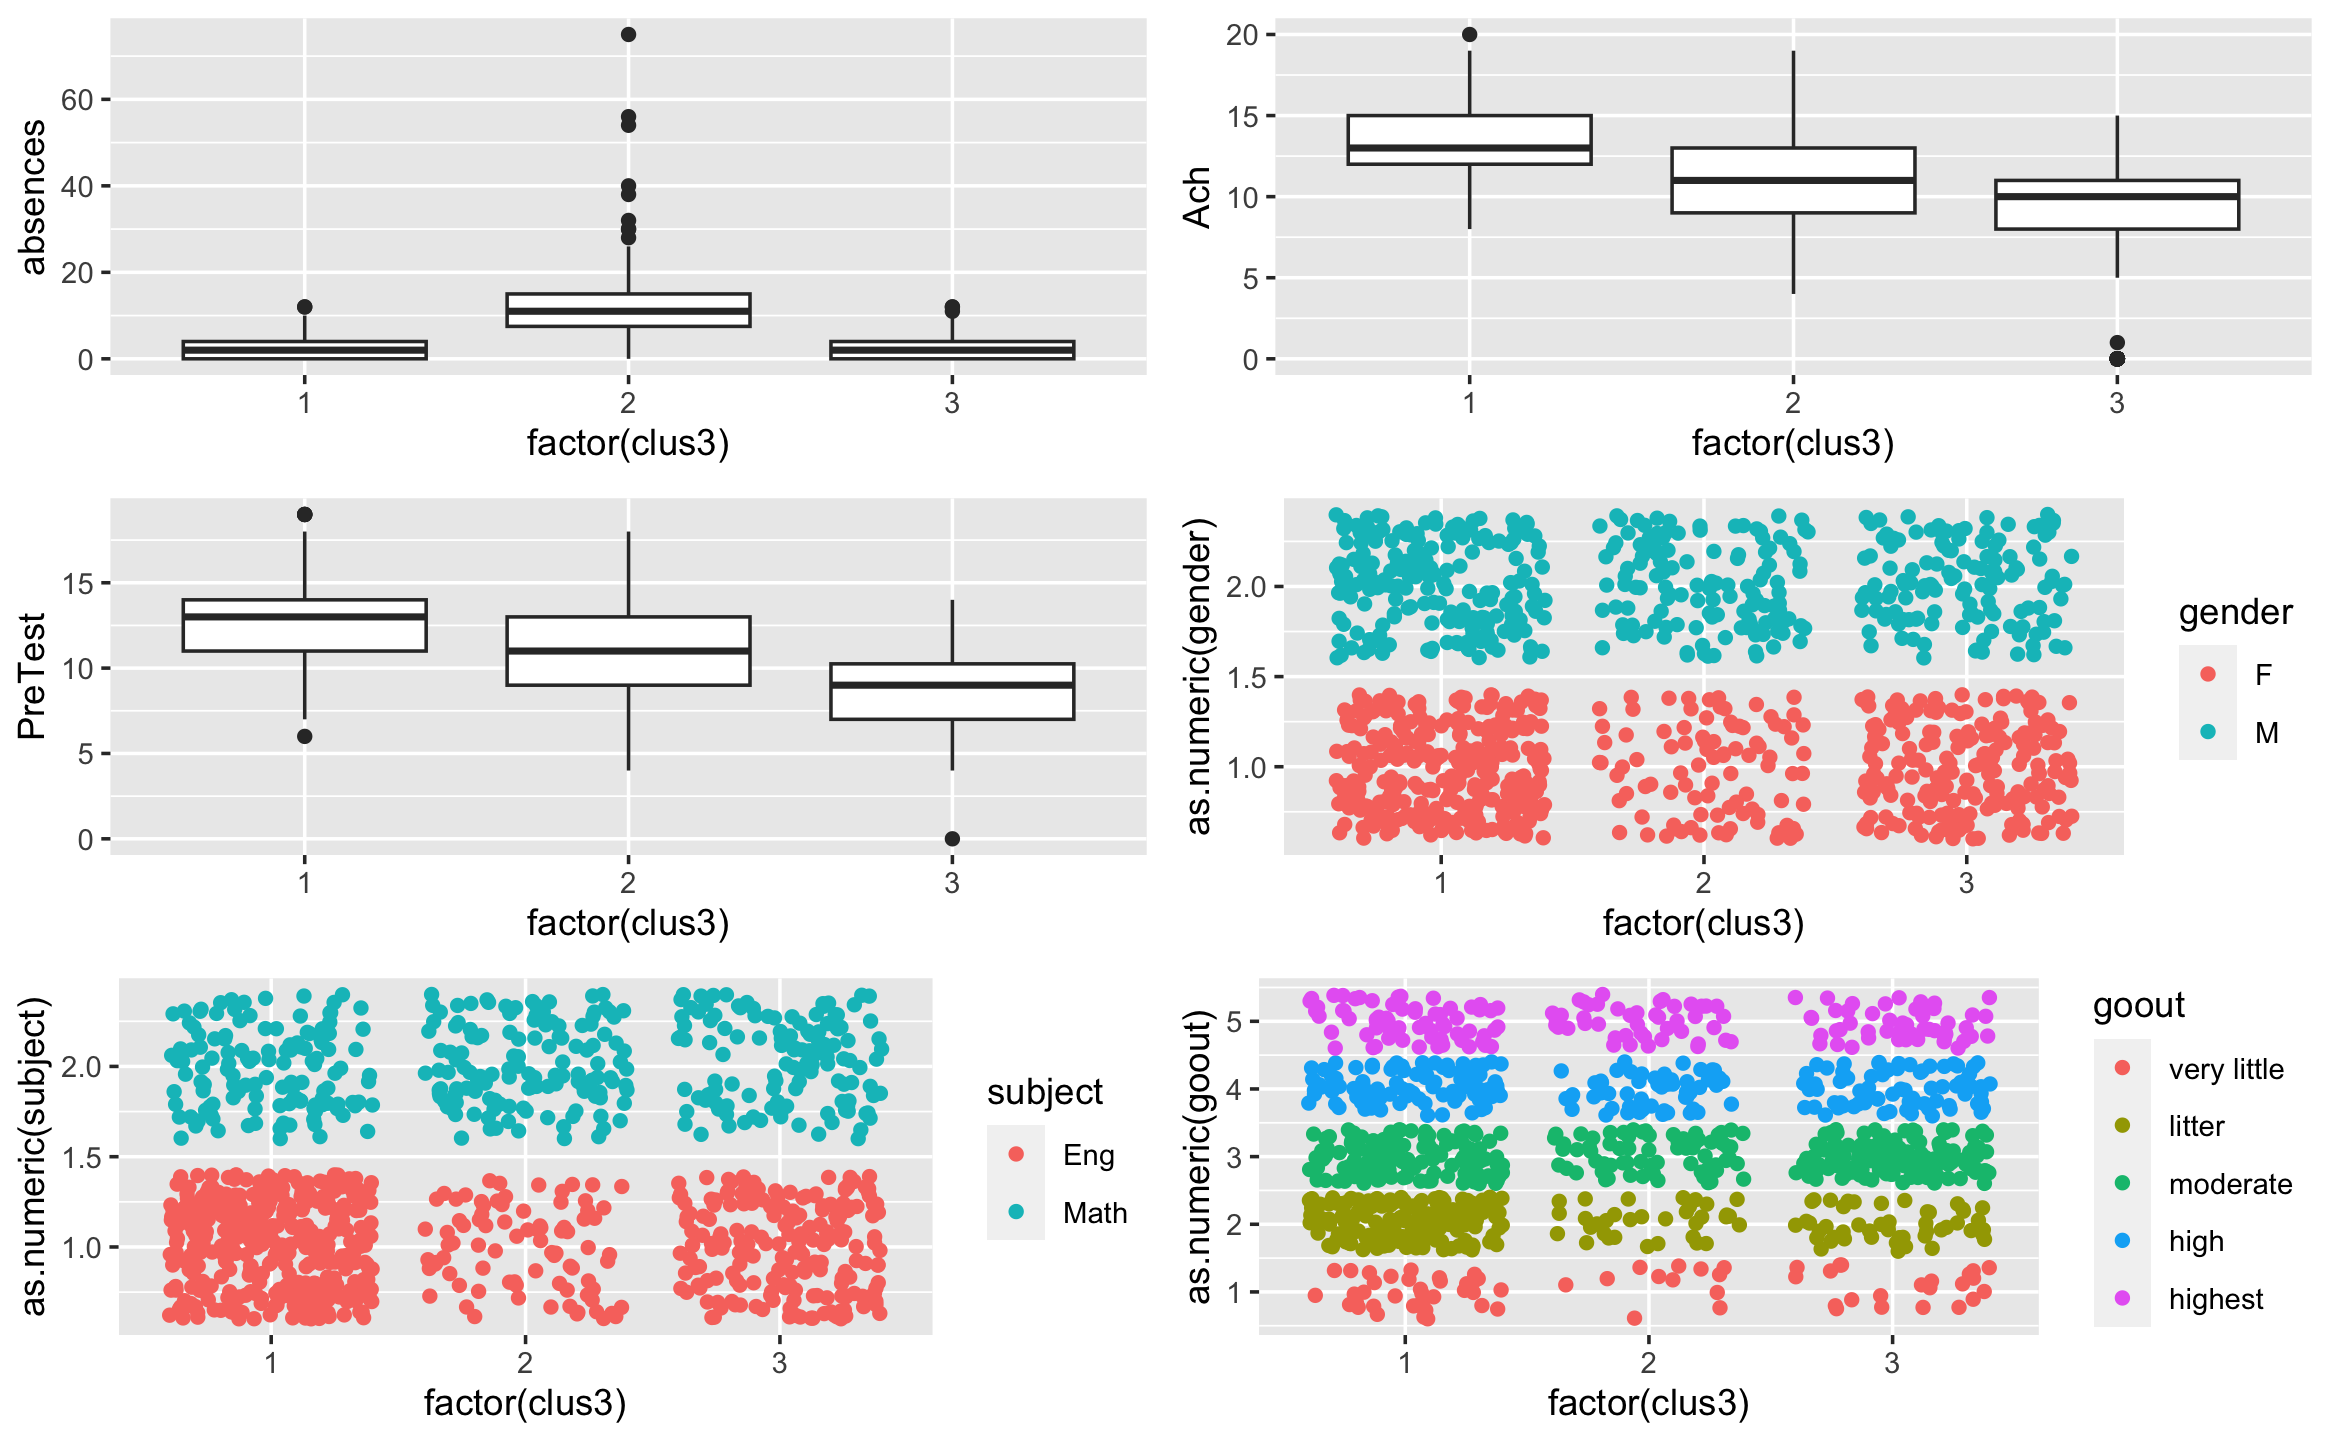 absences
60
40
20
0
1 2 3
factor(clus3)
Ach
20
15
10
5
0
1 2 3
factor(clus3)
PreTest
15
10
5
0
1 2 3
factor(clus3)
as.numeric(gender)
2.0
1.5
1.0
1 2 3
factor(clus3)
gender
F
M
as.numeric(subject)
2.0
1.5
1.0
1 2 3
factor(clus3)
subject
Eng
Math
as.numeric(goout)
5
4
3
2
1
1 2 3
factor(clus3)
goout
very little
litter
moderate
high
highest